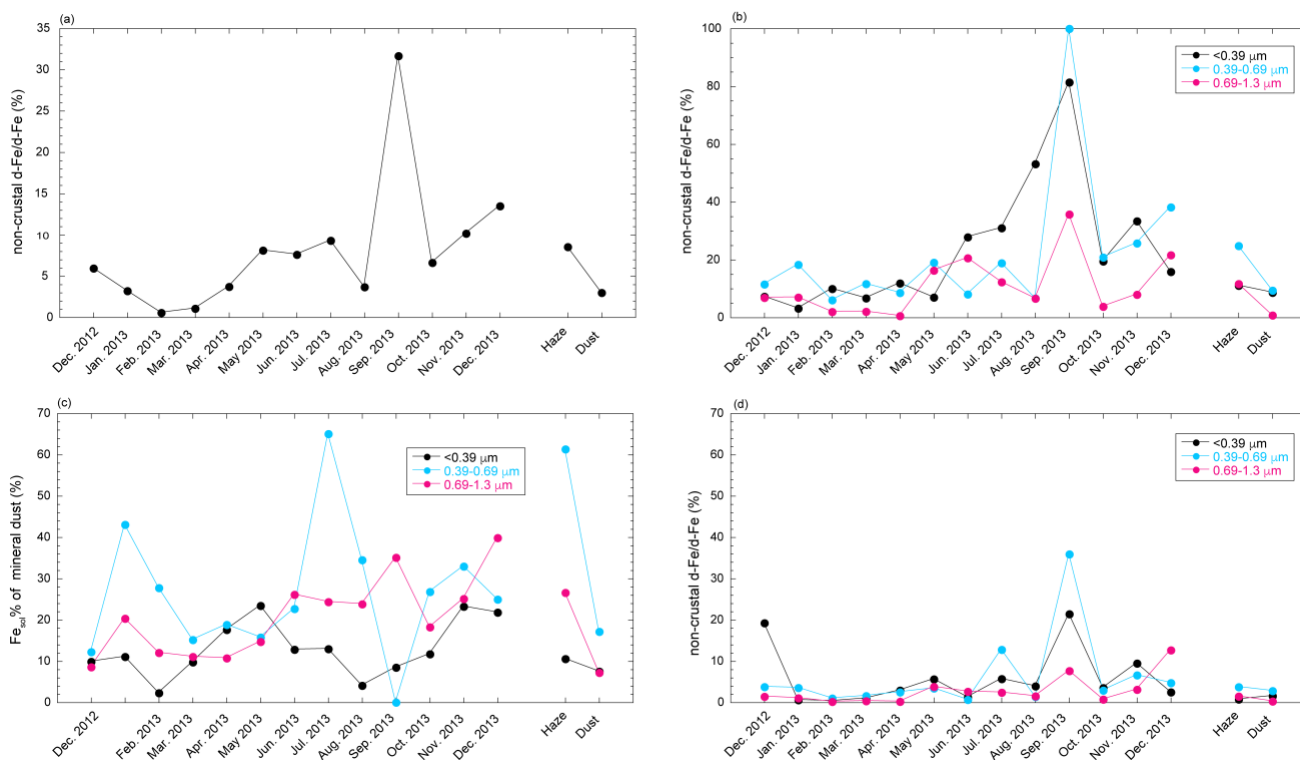 (a)
non-crustal d-Fe/d-Fe (%)
35
30
25
20
15
10
5
0
Dec. 2012
Jan. 2013
Feb. 2013
Mar. 2013
Apr. 2013
May 2013
Jun. 2013
Jul. 2013
Aug. 2013
Sep. 2013
Oct. 2013
Nov. 2013
Dec. 2013
Haze
Dust
(b)
non-crustal d-Fe/d-Fe (%)
100
80
60
40
20
0
<0.39 μm
0.39-0.69 μm
0.69-1.3 μm
Dec. 2012
Jan. 2013
Feb. 2013
Mar. 2013
Apr. 2013
May 2013
Jun. 2013
Jul. 2013
Aug. 2013
Sep. 2013
Oct. 2013
Nov. 2013
Dec. 2013
Haze
Dust
(c)
Fesol% of mineral dust (%)
70
60
50
40
30
20
10
0
<0.39 μm
0.39-0.69 μm
0.69-1.3 μm
Dec. 2012
Feb. 2013
Mar. 2013
Apr. 2013
May 2013
Jun. 2013
Jul. 2013
Aug. 2013
Sep. 2013
Oct. 2013
Nov. 2013
Dec. 2013
Haze
Dust
(d)
non-crustal d-Fe/d-Fe (%)
70
60
50
40
30
20
10
0
<0.39 μm
0.39-0.69 μm
0.69-1.3 μm
Dec. 2012
Jan. 2013
Feb. 2013
Mar. 2013
Apr. 2013
May 2013
Jun. 2013
Jul. 2013
Aug. 2013
Sep. 2013
Oct. 2013
Nov. 2013
Dec. 2013
Haze
Dust